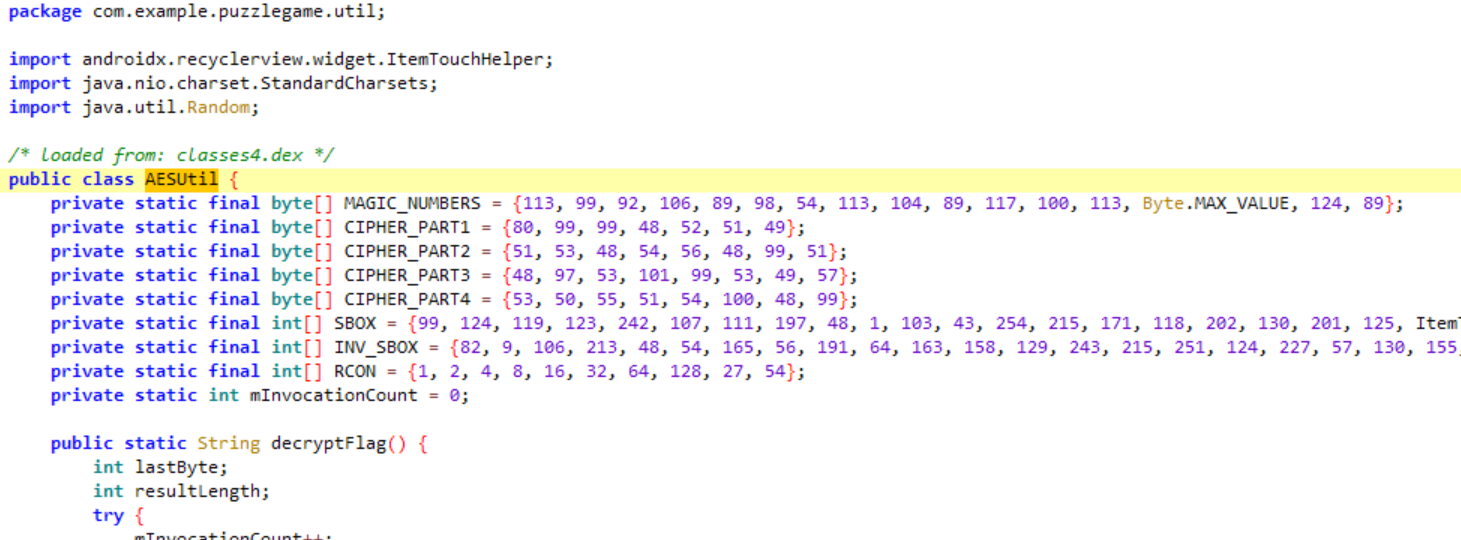 package com.example.puzzlegame.util;
import androidx.recyclerview.widget.ItemTouchHelper;
import java.nio.charset.StandardCharsets;
import java.util.Random;
/* loaded from: classes4.dex */
public class AESUtil {
private static final byte[] MAGIC_NUMBERS = {113, 99, 92, 106, 89, 98, 54, 113, 104, 89, 117, 100, 113, Byte.MAX_VALUE, 124, 89};
private static final byte[] CIPHER_PART1 = {80, 99, 99, 48, 52, 51, 49};
private static final byte[] CIPHER_PART2 = {51, 53, 48, 54, 56, 48, 99, 51};
private static final byte[] CIPHER_PART3 = {48, 97, 53, 101, 99, 53, 49, 57};
private static final byte[] CIPHER_PART4 = {53, 50, 55, 51, 54, 100, 48, 99};
private static final int[] SBOX = {99, 124, 119, 123, 242, 107, 111, 197, 48, 1, 103, 43, 254, 215, 171, 118, 202, 130, 201, 125, Item
private static final int[] INV_SBOX = {82, 9, 106, 213, 48, 54, 165, 56, 191, 64, 163, 158, 129, 243, 215, 251, 124, 227, 57, 130, 155,
private static final int[] RCON = {1, 2, 4, 8, 16, 32, 64, 128, 27, 54};
private static int mInvocationCount = 0;
public static String decryptFlag() {
int lastByte;
int resultLength;
try {
mInvocationCount++;